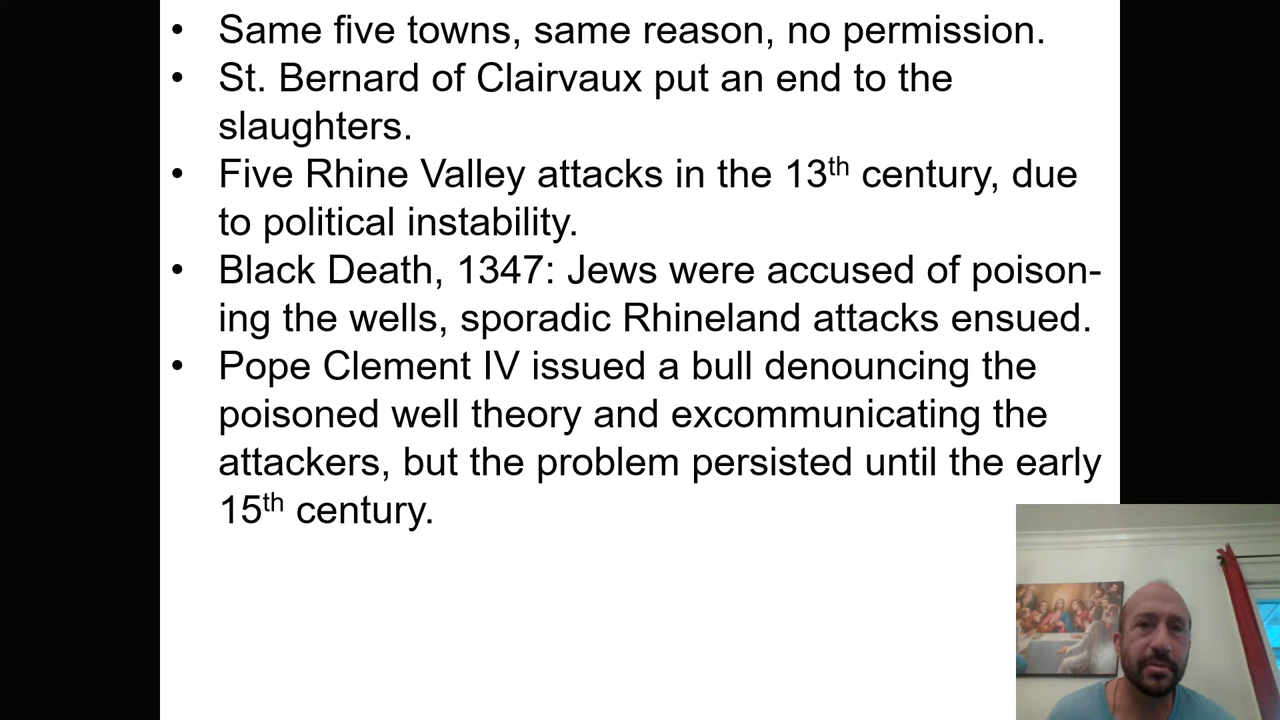 • Same five towns, same reason, no permission.
• St. Bernard of Clairvaux put an end to the
slaughters.
• Five Rhine Valley attacks in the 13th century, due
to political instability.
• Black Death, 1347: Jews were accused of poison-
ing the wells, sporadic Rhineland attacks ensued.
• Pope Clement IV issued a bull denouncing the
poisoned well theory and excommunicating the
attackers, but the problem persisted until the early
15th century.